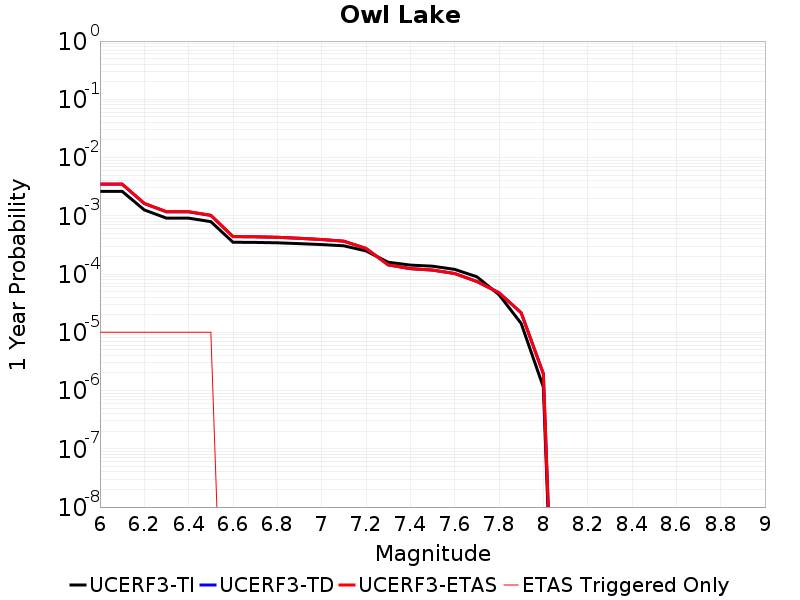 Owl Lake
1 Year Probability
10^0
10^-1
10^-2
10^-3
10^-4
10^-5
10^-6
10^-7
10^-8
6 6.2 6.4 6.6 6.8 7 7.2 7.4 7.6 7.8 8 8.2 8.4 8.6 8.8 9
Magnitude
UCERF3-TI UCERF3-TD UCERF3-ETAS ETAS Triggered Only